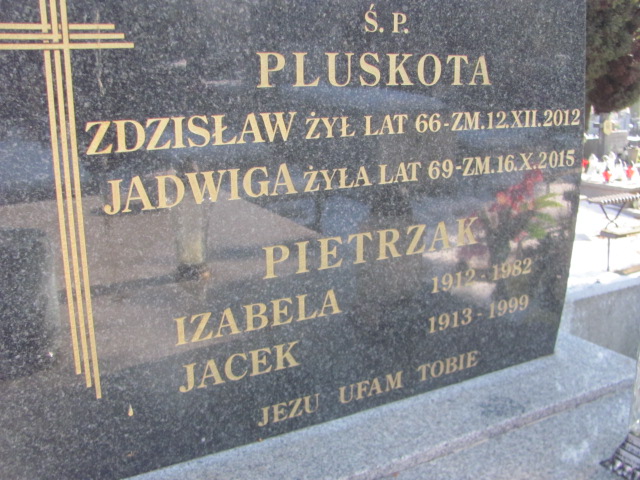 Ś. P.
PLUSKOTA
ZDZISŁAW ŻYŁ LAT 66-ZM.12.XII.2012
JADWIGA ŻYŁA LAT 69-ZM.16.X.2015
PIETRZAK
IZABELA 1912-1982
JACEK 1913-1999
JEZU UFAM TOBIE